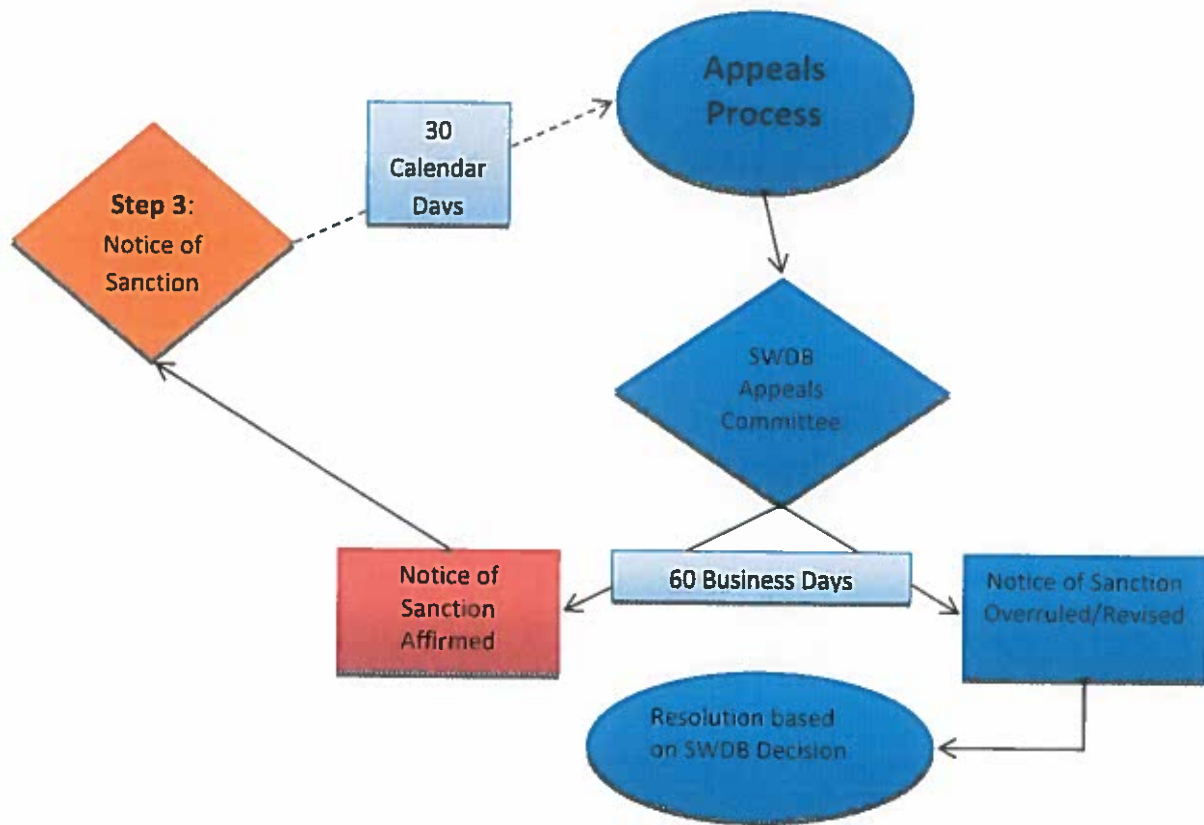 Appeals
Process
30
Calendar
Days
Step 3:
Notice of
Sanction
SWDB
Appeals
Committee
Notice of
Sanction
Affirmed
60 Business Days
Notice of Sanction
Overruled/Revised
Resolution based
on SWDB Decision